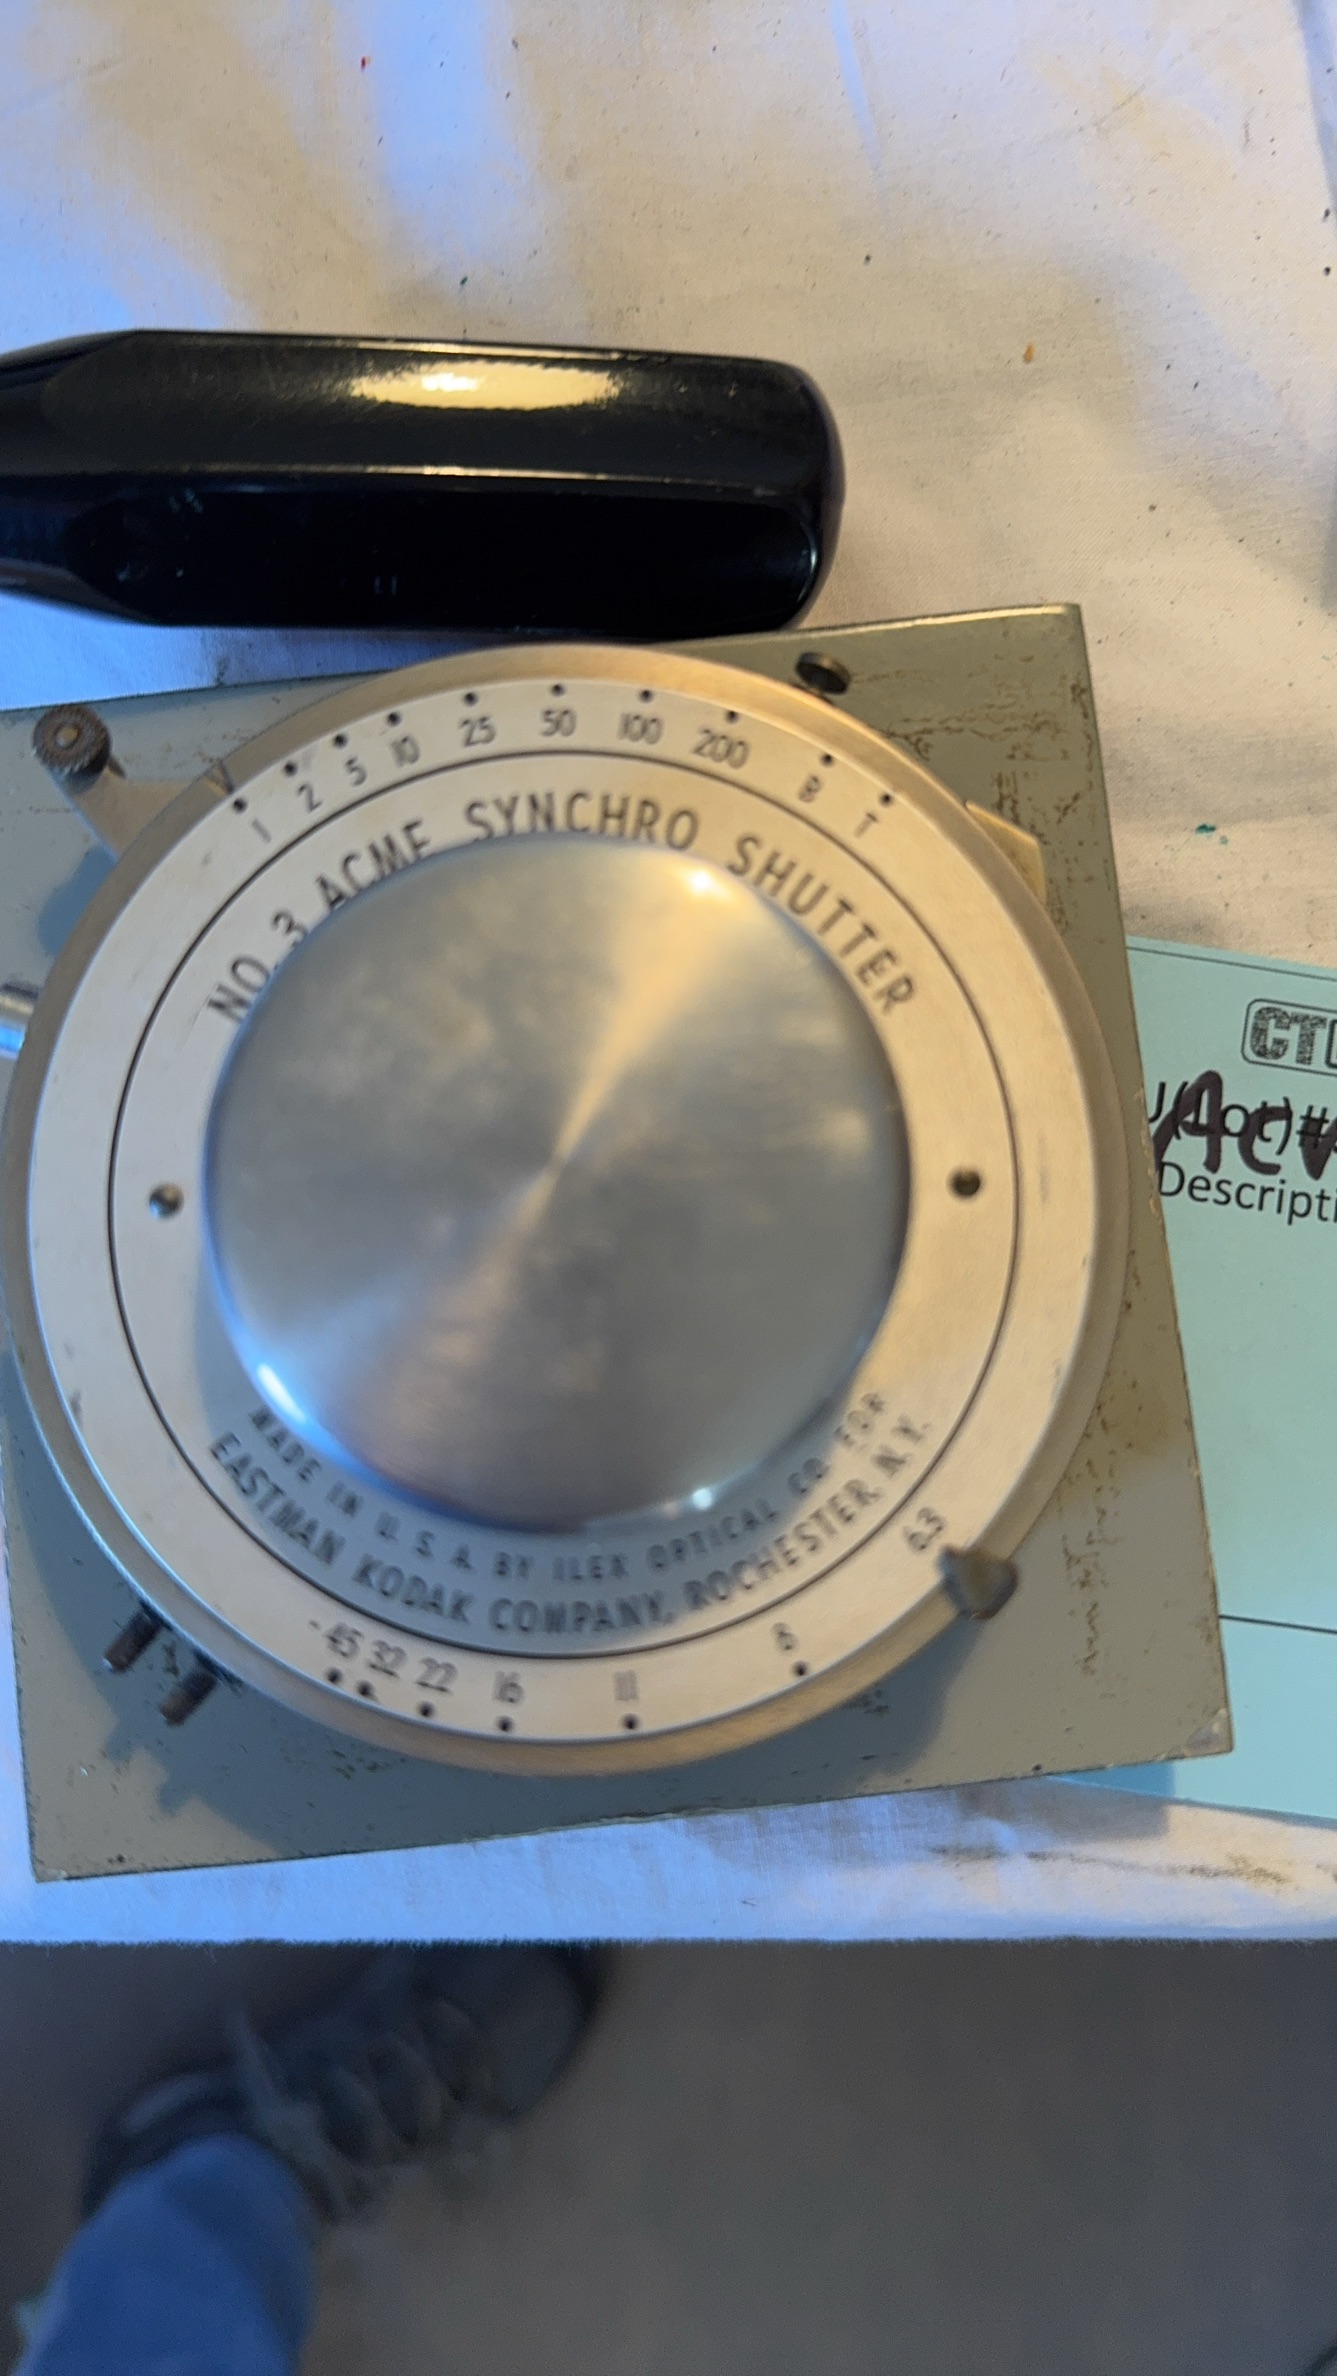 1 2 5 10 25 50 100 200 B T
NO. 3 ACME SYNCHRO SHUTTER
MADE IN U. S. A. BY ILEX OPTICAL CO FOR
EASTMAN KODAK COMPANY, ROCHESTER N. Y.
45 32 22 16 11 8 6.3
(Lot)#
Descripti